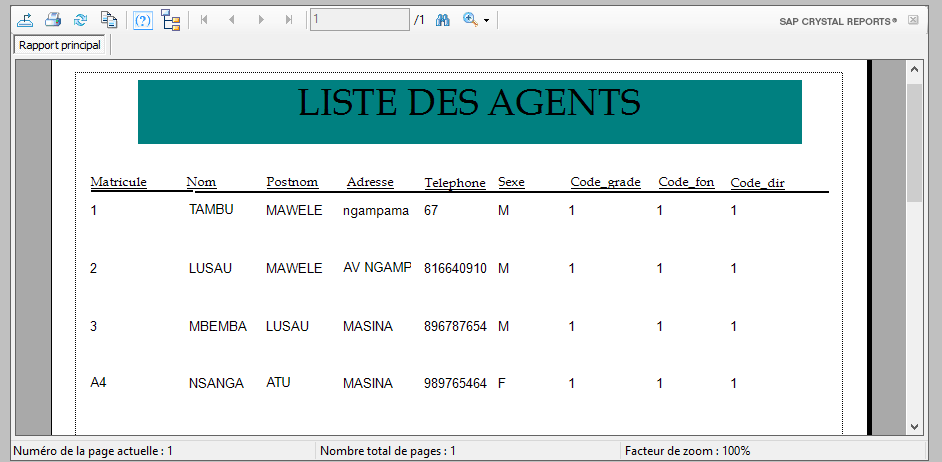 1 /1 SAP CRYSTAL REPORTS®
Rapport principal
LISTE DES AGENTS
Matricule Nom Postnom Adresse Telephone Sexe Code_grade Code_fon Code_dir
1 TAMBU MAWELE ngampama 67 M 1 1 1
2 LUSAU MAWELE AV NGAMP 816640910 M 1 1 1
3 MBEMBA LUSAU MASINA 896787654 M 1 1 1
A4 NSANGA ATU MASINA 989765464 F 1 1 1
Numéro de la page actuelle : 1 Nombre total de pages : 1 Facteur de zoom : 100%